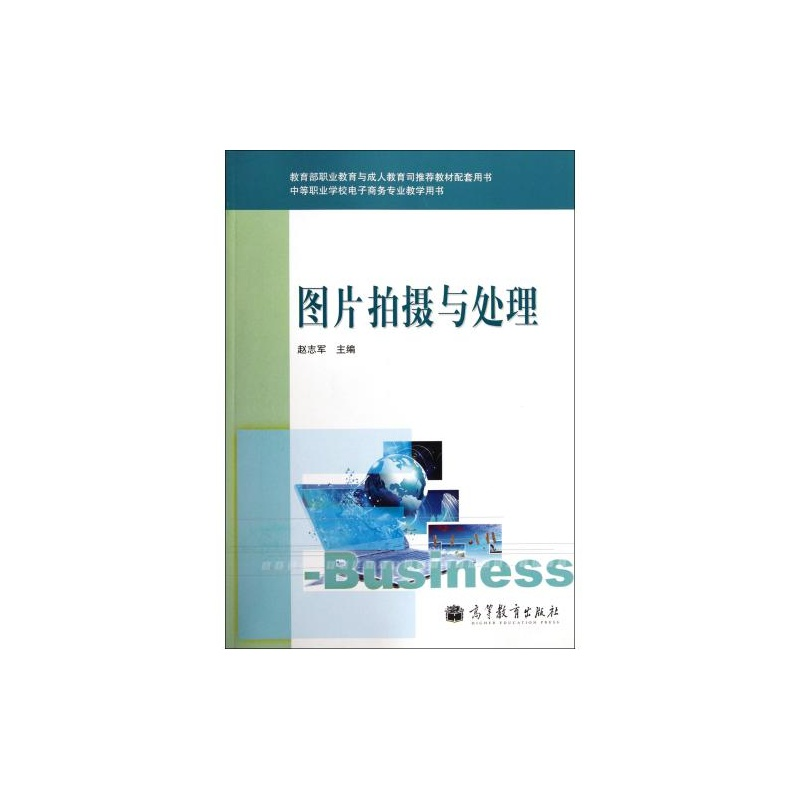 教育部职业教育与成人教育司推荐教材配套用书
中等职业学校电子商务专业教学用书
图片拍摄与处理
赵志军 主编
-Business
高等教育出版社
HIGHER EDUCATION PRESS